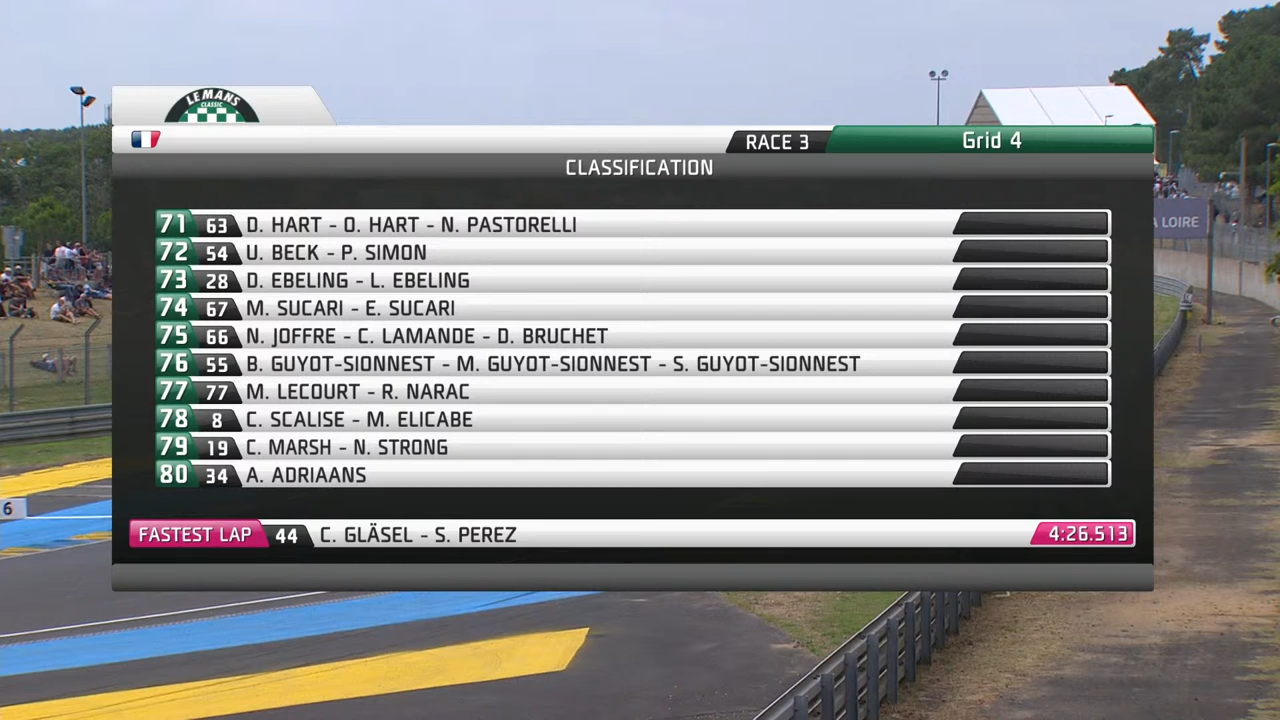 LE MANS
CLASSIC
RACE 3 Grid 4
CLASSIFICATION
71 63 D. HART - O. HART - N. PASTORELLI
72 54 U. BECK - P. SIMON
73 28 D. EBELING - L. EBELING
74 67 M. SUCARI - E. SUCARI
75 66 N. JOFFRE - C. LAMANDE - D. BRUCHET
76 55 B. GUYOT-SIONNEST - M. GUYOT-SIONNEST - S. GUYOT-SIONNEST
77 77 M. LECOURT - R. NARAC
78 8 C. SCALISE - M. ELICABE
79 19 C. MARSH - N. STRONG
80 34 A. ADRIAANS
FASTEST LAP 44 C. GLÄSEL - S. PEREZ 4:26.513
A LOIRE
6